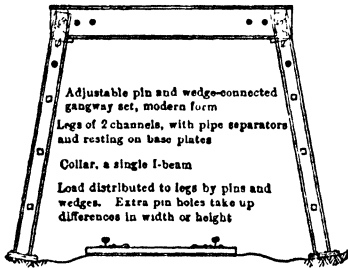 Adjustable pin and wedge-connected
gangway set, modern form
Legs of 2 channels, with pipe separators
and resting on base plates
Collar, a single I-beam
Load distributed to legs by pins and
wedges. Extra pin holes take up
differences in width or height